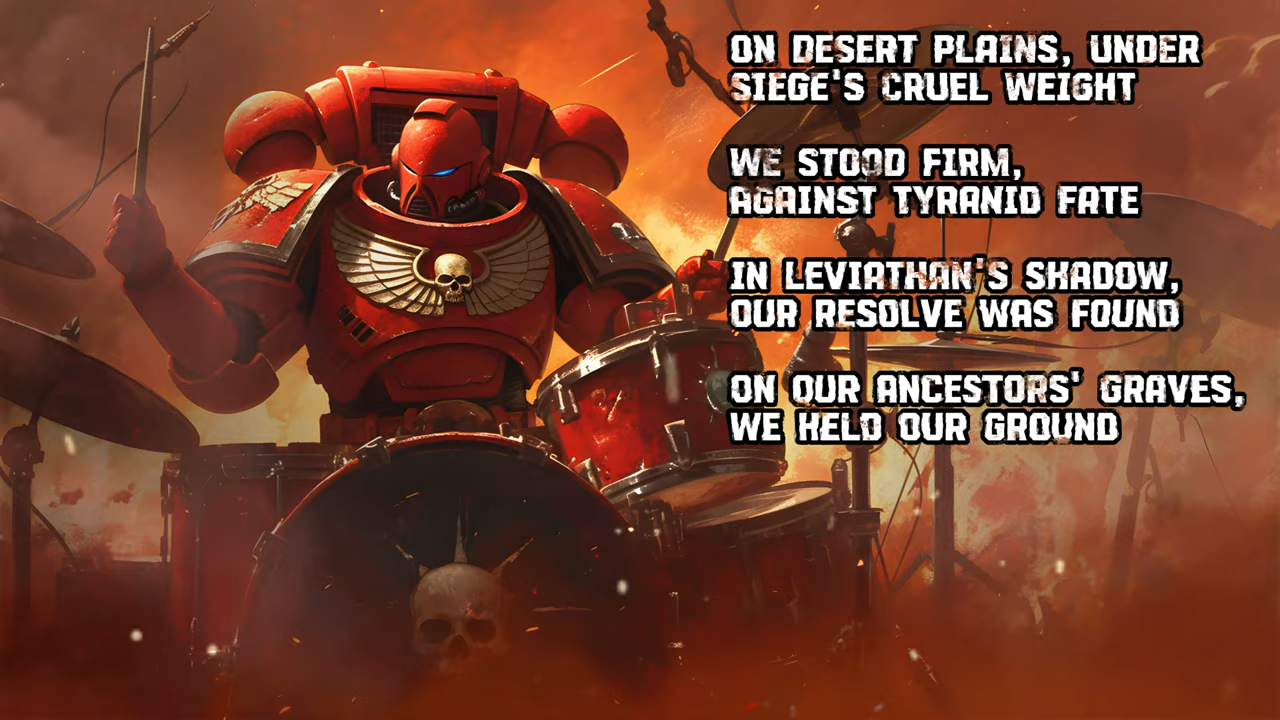 ON DESERT PLAINS, UNDER
SIEGE'S CRUEL WEIGHT
WE STOOD FIRM,
AGAINST TYRANID FATE
IN LEVIATHAN'S SHADOW,
OUR RESOLVE WAS FOUND
ON OUR ANCESTORS' GRAVES,
WE HELD OUR GROUND